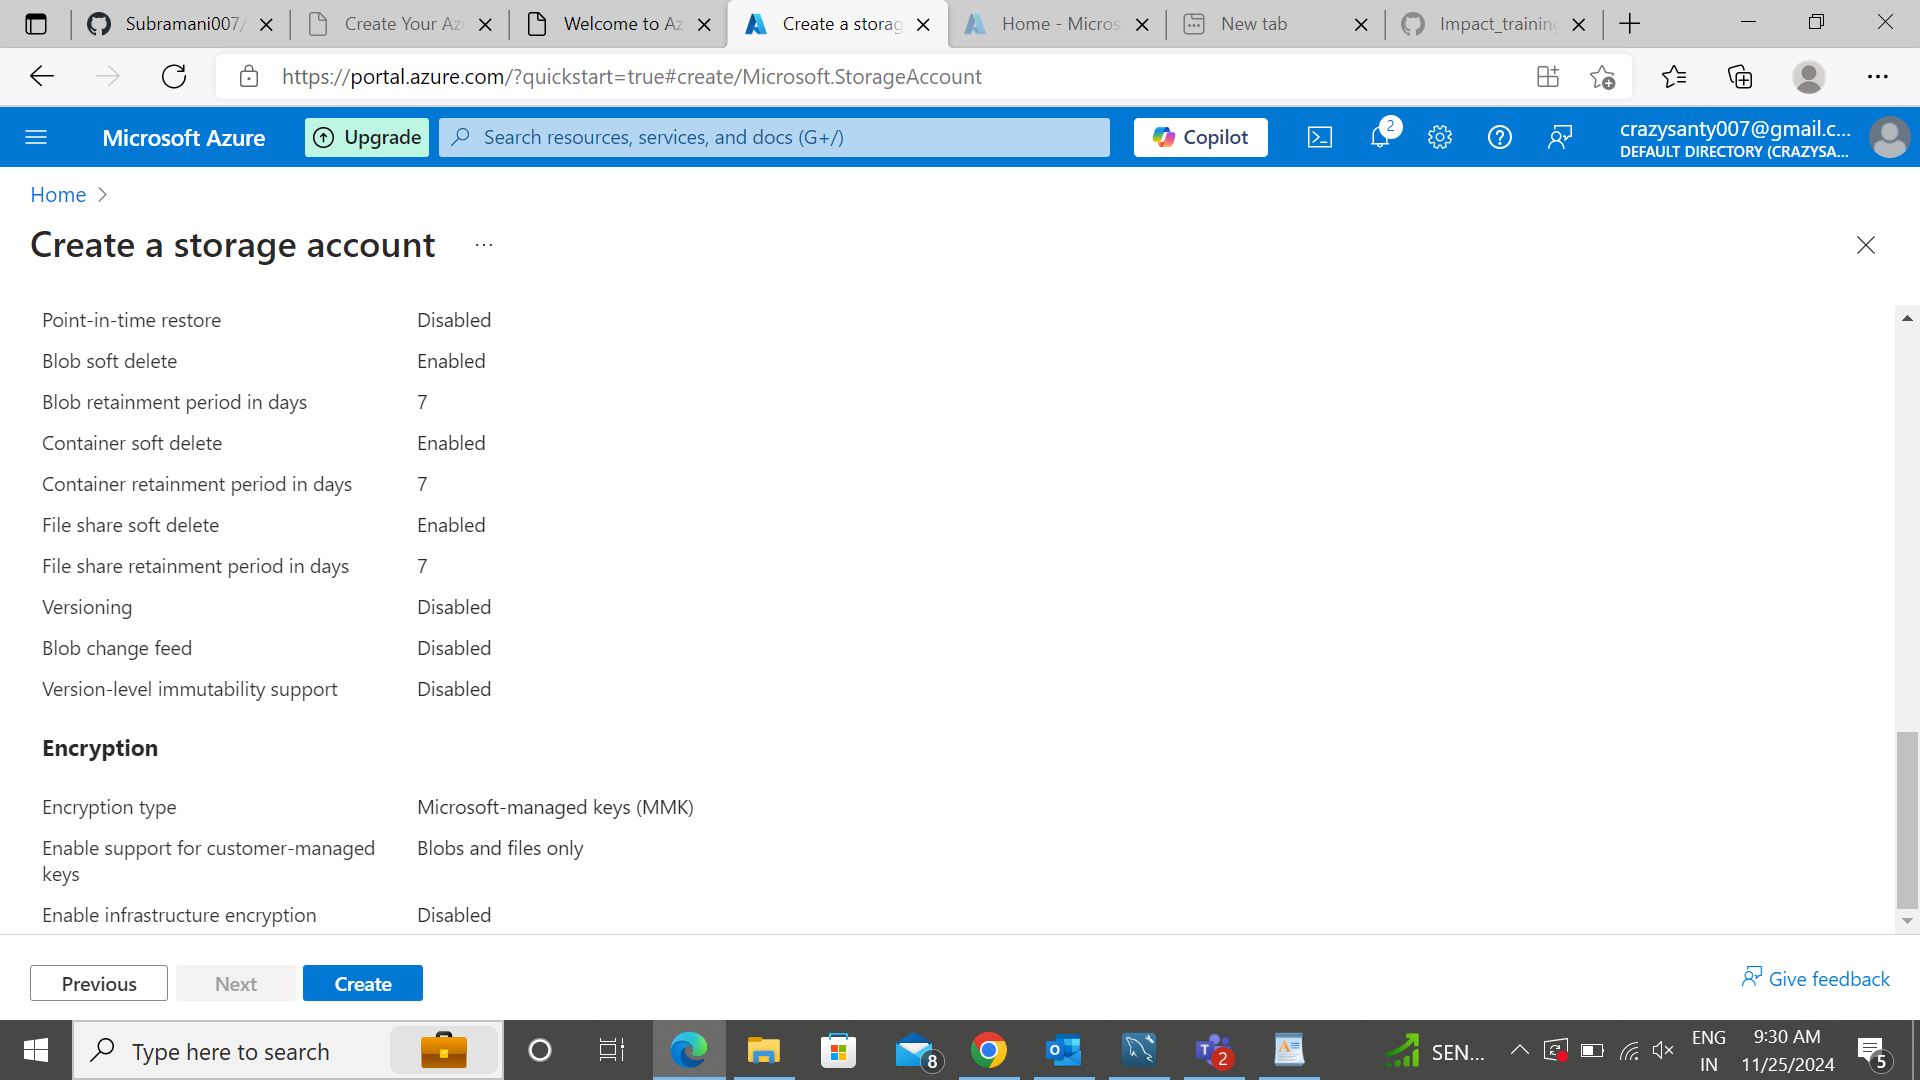 Subramani007/
Create Your Az
Welcome to Az
Create a storag
Home - Micros
New tab
Impact_training
https://portal.azure.com/?quickstart=true#create/Microsoft.StorageAccount
Microsoft Azure
Upgrade
Search resources, services, and docs (G+/)
Copilot
2
crazysanty007@gmail.c...
DEFAULT DIRECTORY (CRAZYSA...
Home >
Create a storage account ...
Point-in-time restore Disabled
Blob soft delete Enabled
Blob retainment period in days 7
Container soft delete Enabled
Container retainment period in days 7
File share soft delete Enabled
File share retainment period in days 7
Versioning Disabled
Blob change feed Disabled
Version-level immutability support Disabled
Encryption
Encryption type Microsoft-managed keys (MMK)
Enable support for customer-managed Blobs and files only
keys
Enable infrastructure encryption Disabled
Previous Next Create
Give feedback
Type here to search
8
2
SEN...
ENG
IN
9:30 AM
11/25/2024
5